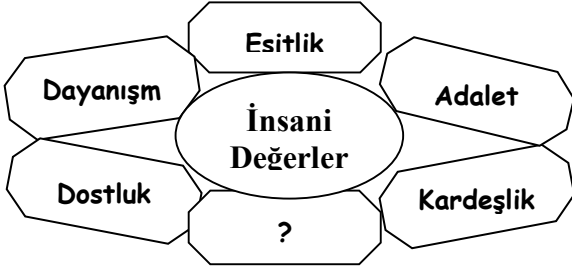 Esitlik
Dayanışm
Adalet
İnsani
Değerler
Dostluk
Kardeşlik
?